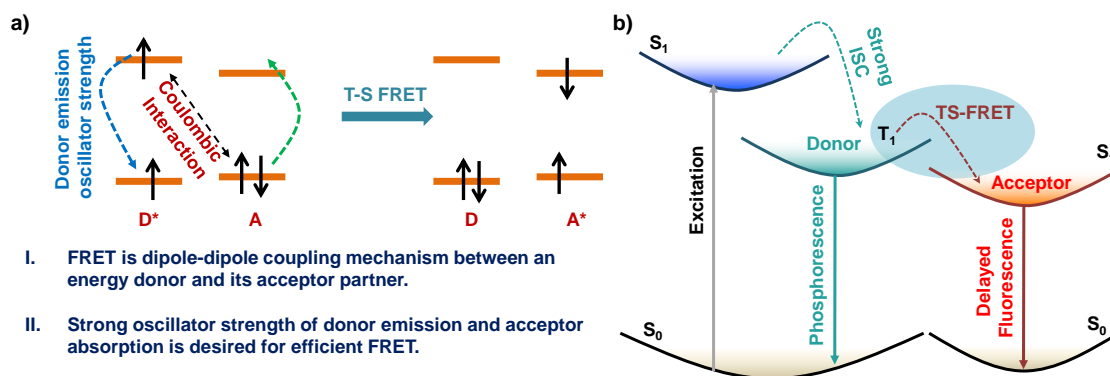 a)
Donor emission
oscillator strength
Coulombic
Interaction
D*
A
T-S FRET
D
A*
I. FRET is dipole-dipole coupling mechanism between an
energy donor and its acceptor partner.
II. Strong oscillator strength of donor emission and acceptor
absorption is desired for efficient FRET.
b)
S1
Strong
ISC
TS-FRET
T1
Donor
Acceptor
Excitation
Phosphorescence
Delayed
Fluorescence
S0
S0